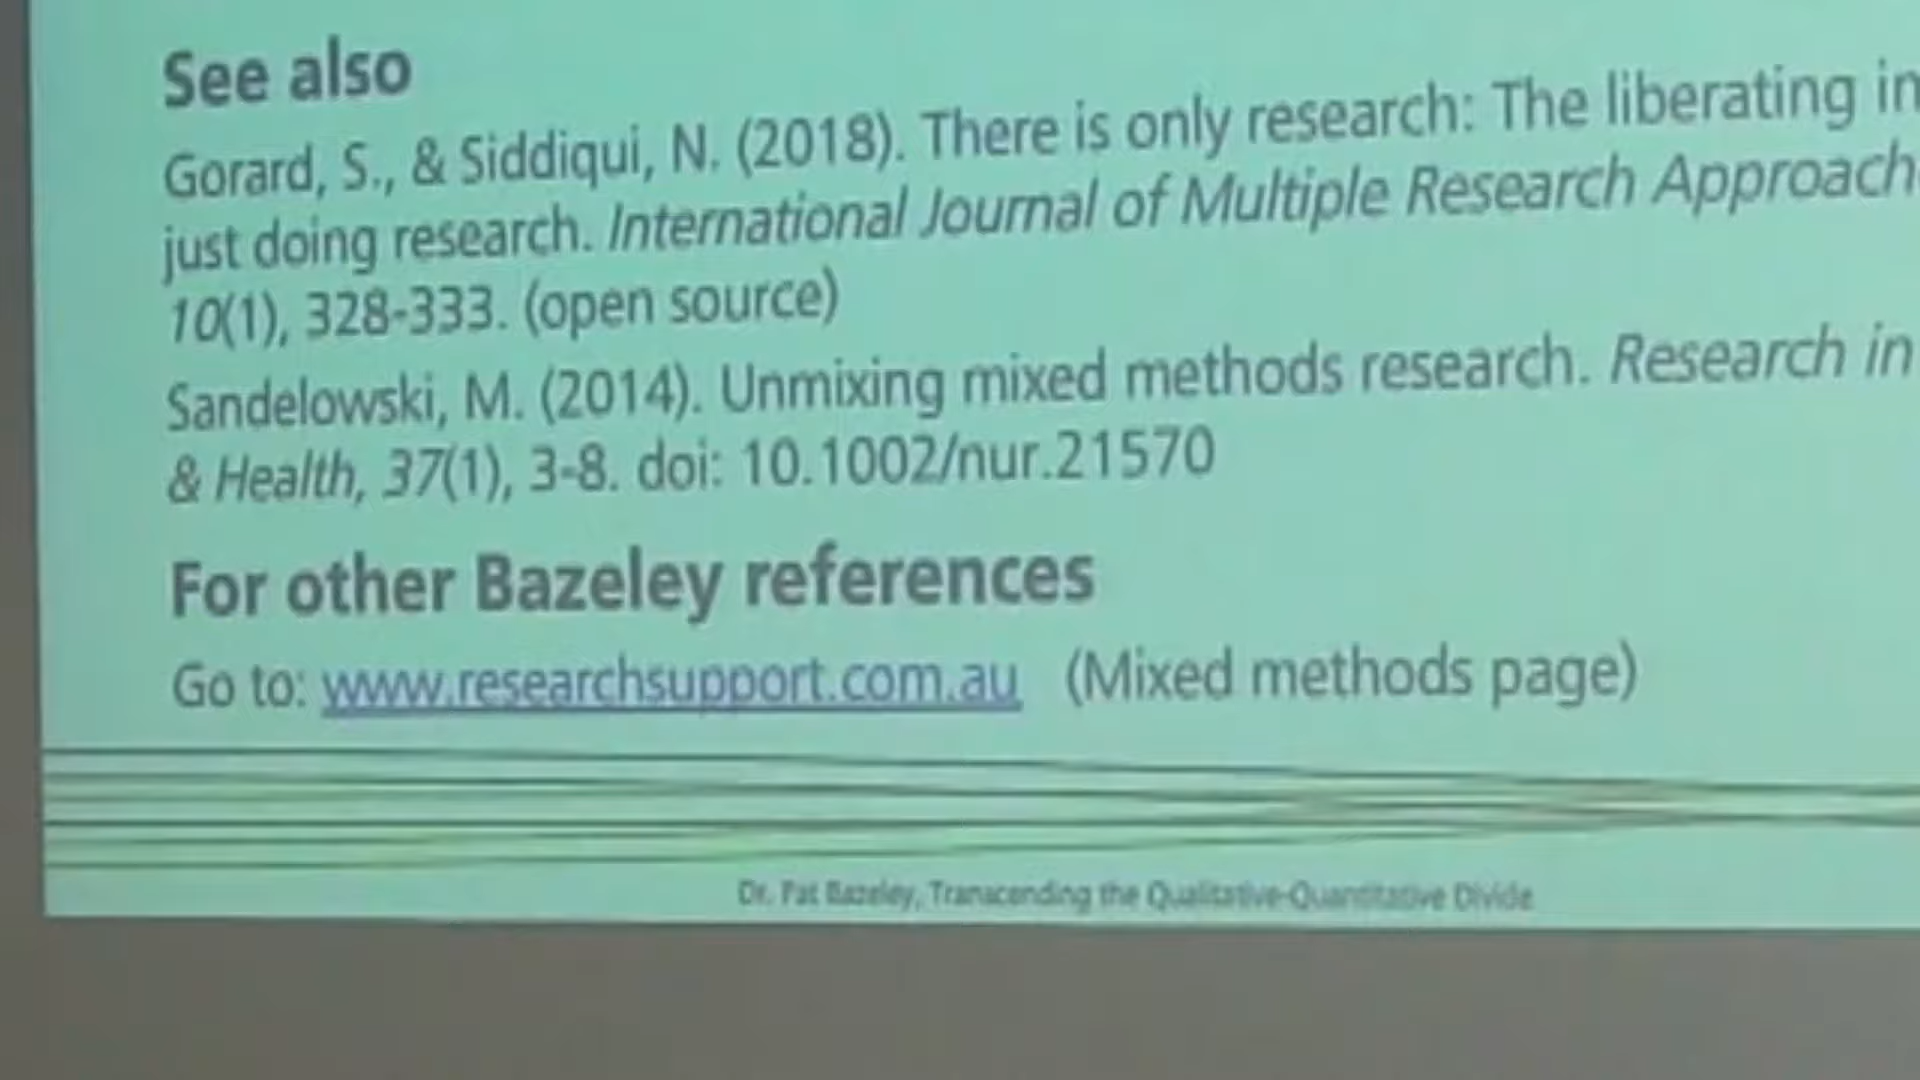 See also
Gorard, S., & Siddiqui, N. (2018). There is only research: The liberating
just doing research. International Journal of Multiple Research
10(1), 328-333. (open source)
Sandelowski, M. (2014). Unmixing mixed methods research. Research in
& Health, 37(1), 3-8. doi: 10.1002/nur.21570
For other Bazeley references
Go to: www.researchsupport.com.au (Mixed methods page)
Dr. Pat Bazeley, Transcending the Qualitative-Quantitative Divide